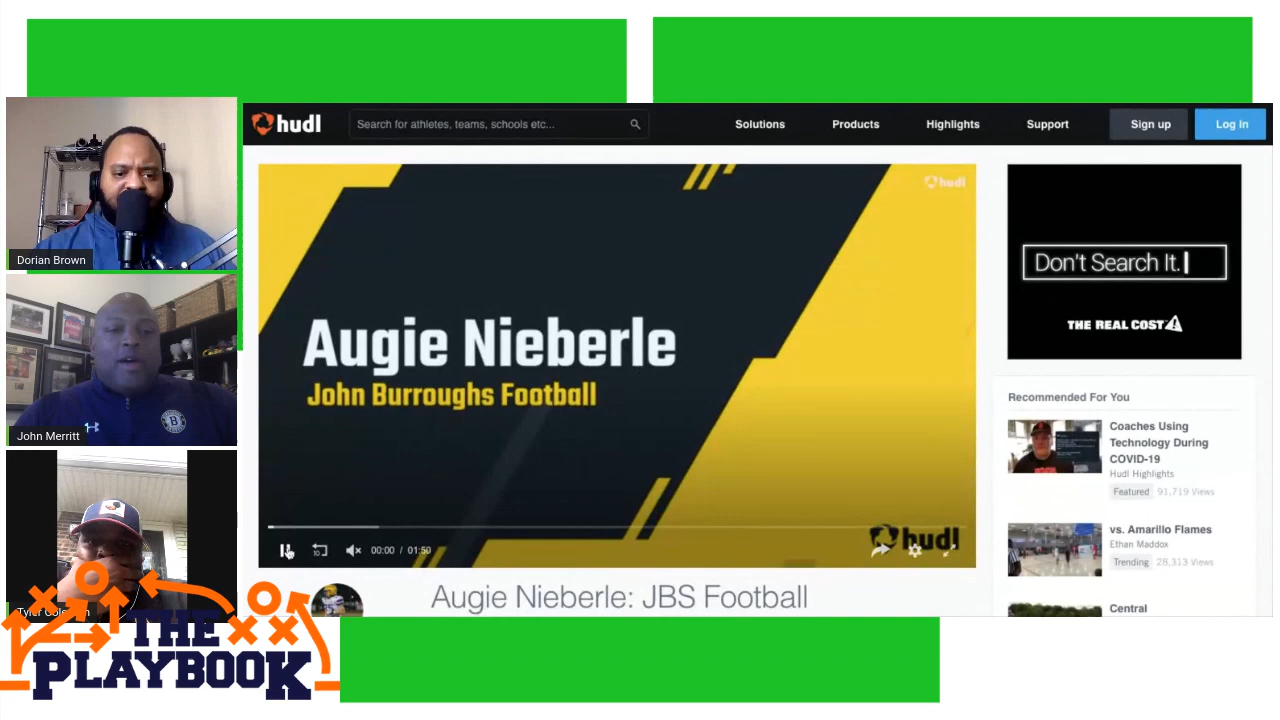 hudl
Search for athletes, teams, schools etc...
Solutions
Products
Highlights
Support
Sign up
Log In
Dorian Brown
B
John Merritt
THE
PLAYBOOK
hudl
Augie Nieberle
John Burroughs Football
hudl
10
00:00 / 01:50
Augie Nieberle: JBS Football
Don't Search It.
THE REAL COST
Recommended For You
Coaches Using
Technology During
COVID-19
Hudl Highlights
Featured 91,719 Views
vs. Amarillo Flames
Ethan Maddox
Trending 28,313 Views
Central